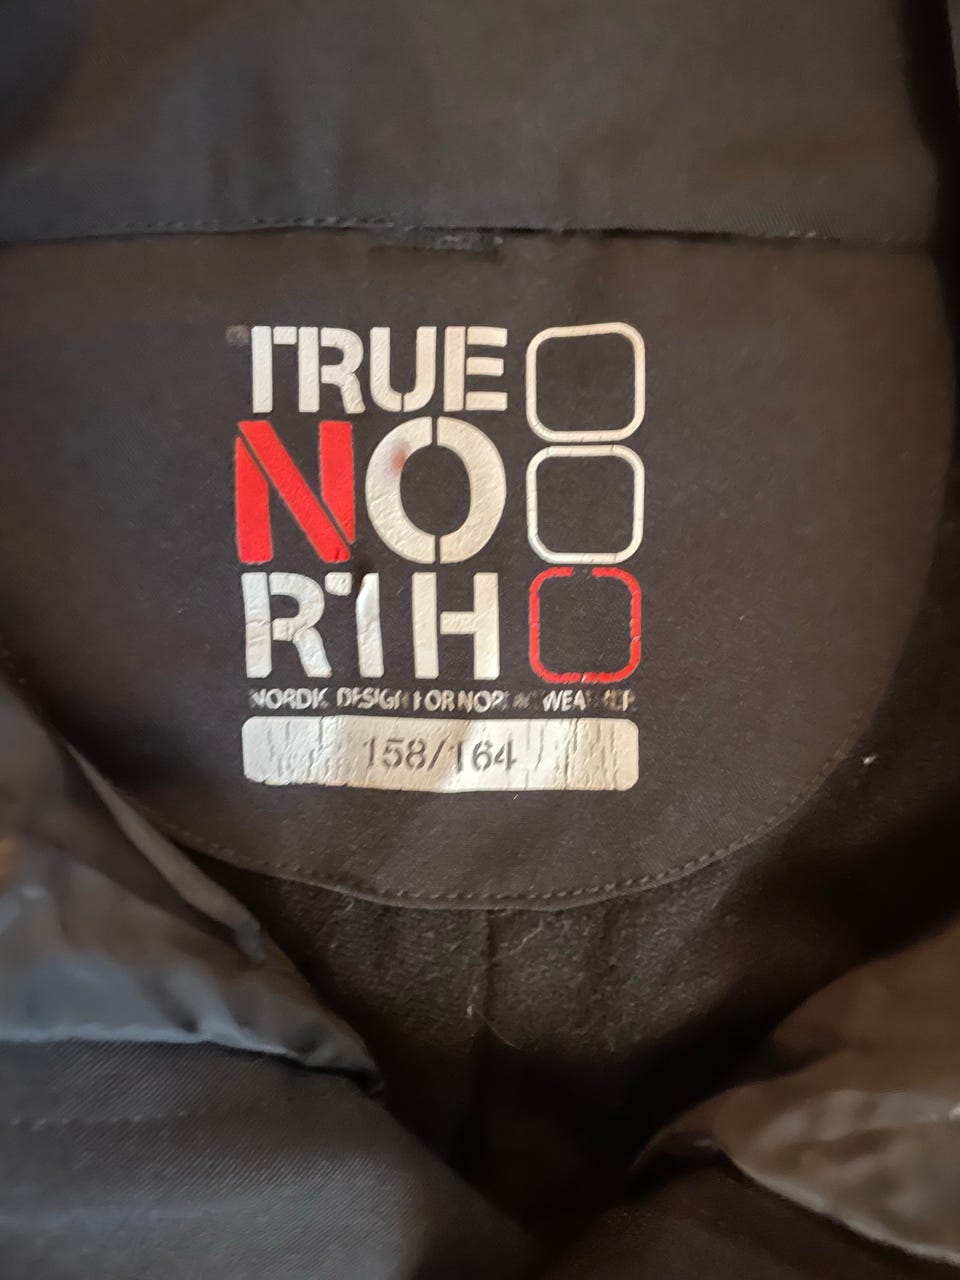 TRUE
NO
RTH
NORDIC DESIGN FOR NORDIC WEATHER
158/164